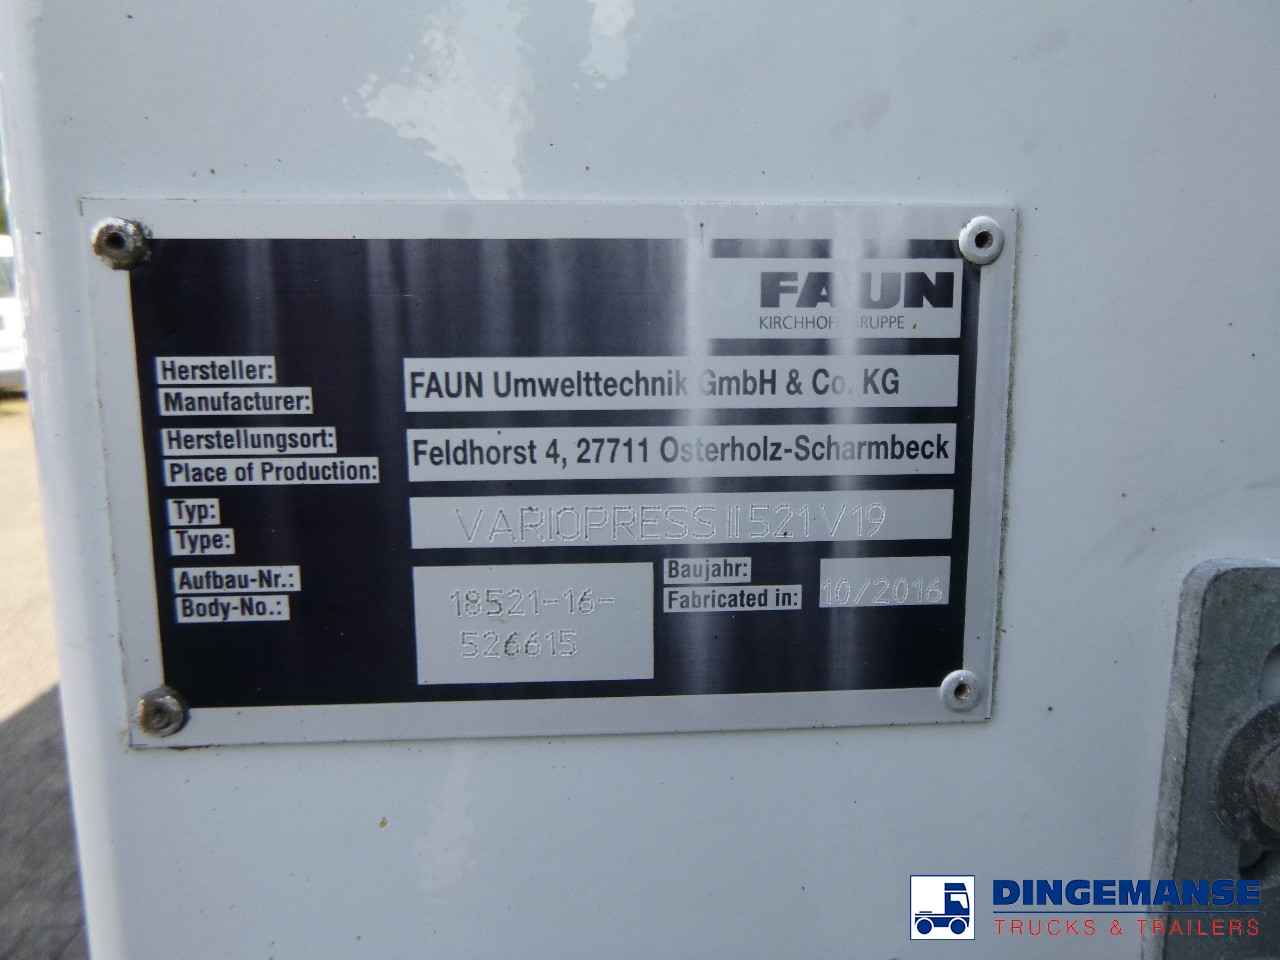 FAUN
KIRCHHOFF GRUPPE
Hersteller:
Manufacturer:
FAUN Umwelttechnik GmbH & Co. KG
Herstellungsort:
Place of Production:
Feldhorst 4, 27711 Osterholz-Scharmbeck
Typ:
Type:
VARIOPRESS II 521 V19
Aufbau-Nr.:
Body-No.:
18521-16-
526615
Baujahr:
Fabricated in:
10/2016
DINGEMANSE
TRUCKS & TRAILERS